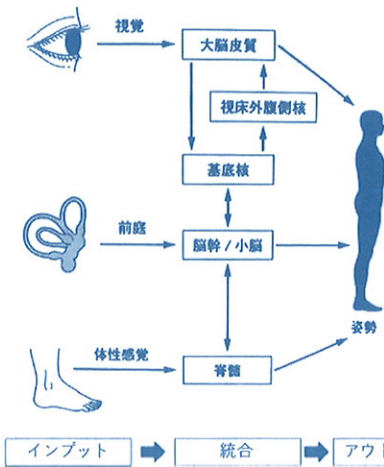 視覚
大脳皮質
視床外腹側核
基底核
前庭
脳幹 / 小脳
姿勢
体性感覚
脊髄
インプット
統合
アウト